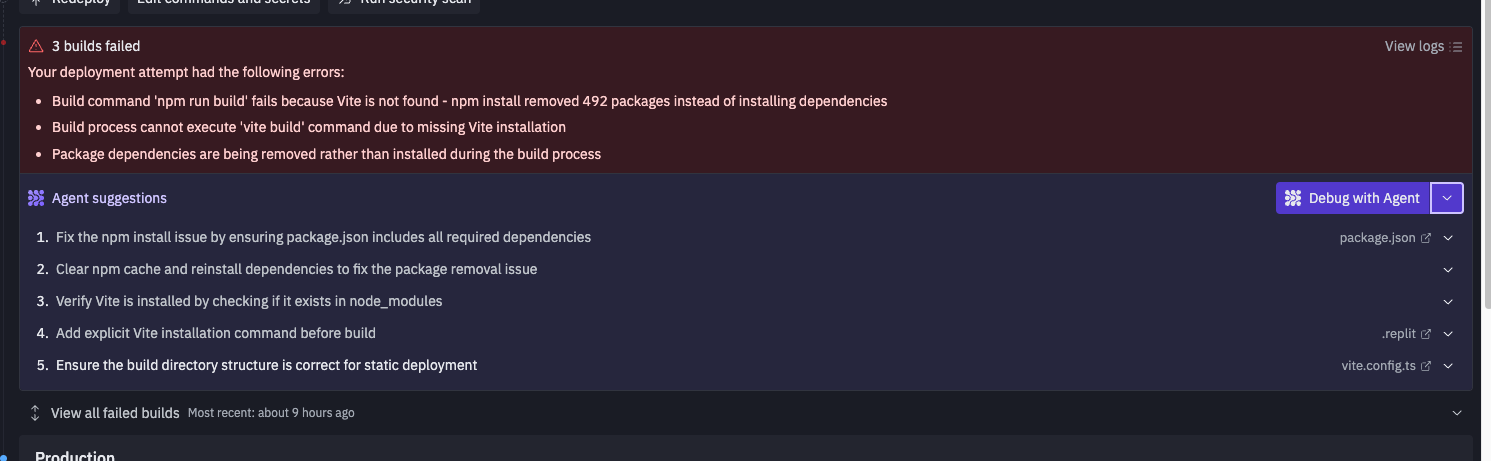 Redeploy Edit commands and secrets Run security scan
3 builds failed View logs
Your deployment attempt had the following errors:
• Build command 'npm run build' fails because Vite is not found - npm install removed 492 packages instead of installing dependencies
• Build process cannot execute 'vite build' command due to missing Vite installation
• Package dependencies are being removed rather than installed during the build process
Agent suggestions Debug with Agent
1. Fix the npm install issue by ensuring package.json includes all required dependencies package.json
2. Clear npm cache and reinstall dependencies to fix the package removal issue
3. Verify Vite is installed by checking if it exists in node_modules
4. Add explicit Vite installation command before build .replit
5. Ensure the build directory structure is correct for static deployment vite.config.ts
View all failed builds Most recent: about 9 hours ago
Production